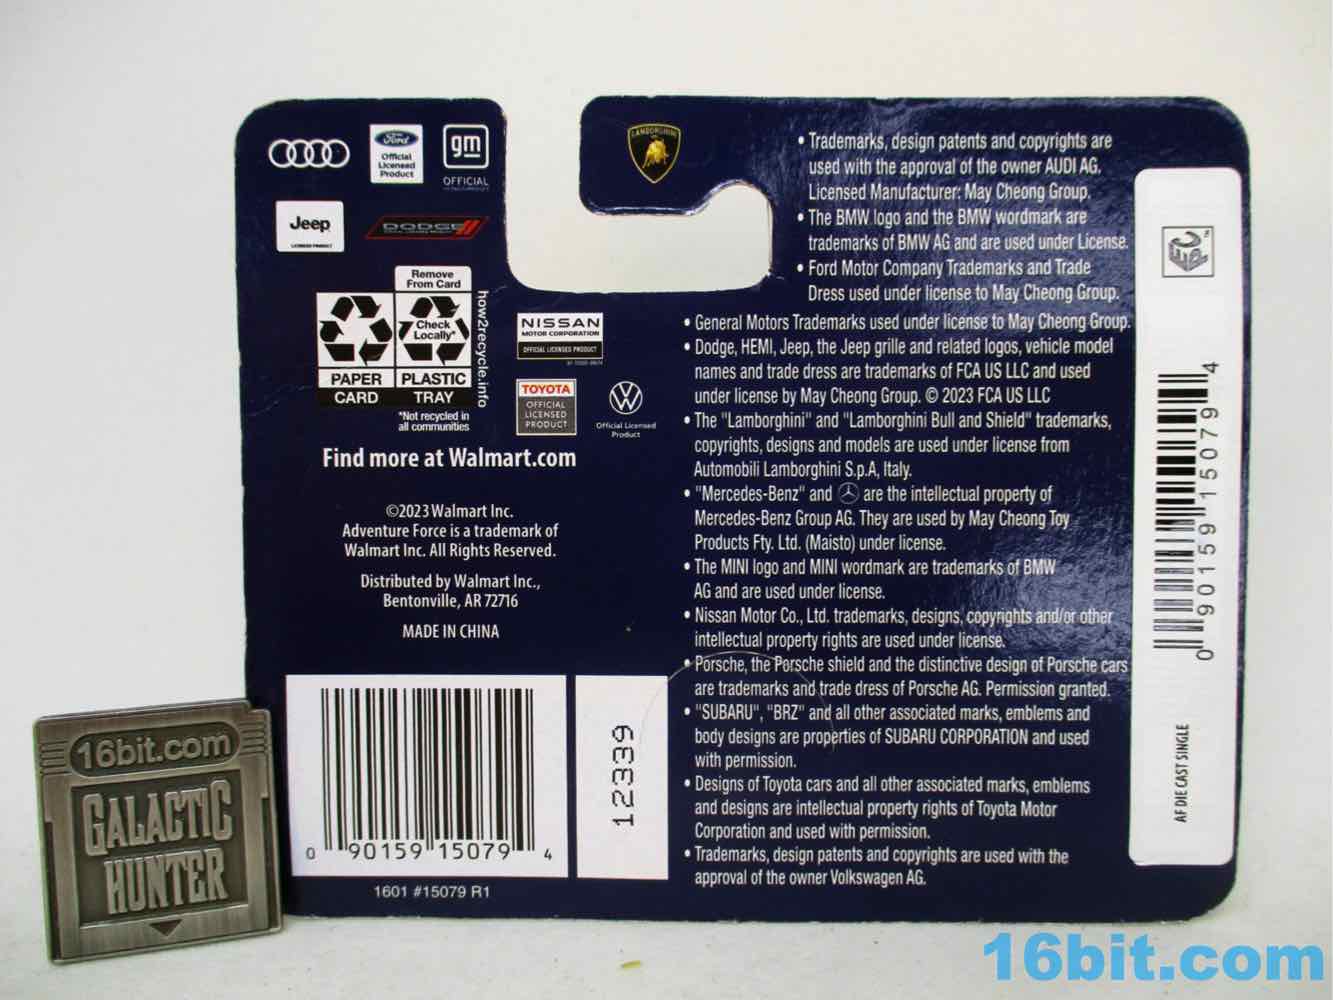 Ford
Official
Licensed
Product
gm
OFFICIAL
Jeep
LICENSED PRODUCT
DODGE
Remove
From Card
Check
Locally*
PAPER
CARD
PLASTIC
TRAY
how2recycle.info
*Not recycled in
all communities
NISSAN
MOTOR CORPORATION
OFFICIAL LICENSED PRODUCT
TOYOTA
OFFICIAL
LICENSED
PRODUCT
Official Licensed
Product
Find more at Walmart.com
©2023 Walmart Inc.
Adventure Force is a trademark of
Walmart Inc. All Rights Reserved.
Distributed by Walmart Inc.,
Bentonville, AR 72716
MADE IN CHINA
0 90159 15079 4
1601 #15079 R1
12339
LAMBORGHINI
• Trademarks, design patents and copyrights are
used with the approval of the owner AUDI AG.
Licensed Manufacturer: May Cheong Group.
• The BMW logo and the BMW wordmark are
trademarks of BMW AG and are used under License.
• Ford Motor Company Trademarks and Trade
Dress used under license to May Cheong Group.
• General Motors Trademarks used under license to May Cheong Group.
• Dodge, HEMI, Jeep, the Jeep grille and related logos, vehicle model
names and trade dress are trademarks of FCA US LLC and used
under license by May Cheong Group. © 2023 FCA US LLC
• The "Lamborghini" and "Lamborghini Bull and Shield" trademarks,
copyrights, designs and models are used under license from
Automobili Lamborghini S.p.A, Italy.
• "Mercedes-Benz" and are the intellectual property of
Mercedes-Benz Group AG. They are used by May Cheong Toy
Products Fty. Ltd. (Maisto) under license.
• The MINI logo and MINI wordmark are trademarks of BMW
AG and are used under license.
• Nissan Motor Co., Ltd. trademarks, designs, copyrights and/or other
intellectual property rights are used under license.
• Porsche, the Porsche shield and the distinctive design of Porsche cars
are trademarks and trade dress of Porsche AG. Permission granted.
• "SUBARU", "BRZ" and all other associated marks, emblems and
body designs are properties of SUBARU CORPORATION and used
with permission.
• Designs of Toyota cars and all other associated marks, emblems
and designs are intellectual property rights of Toyota Motor
Corporation and used with permission.
• Trademarks, design patents and copyrights are used with the
approval of the owner Volkswagen AG.
EPC™
0 90159 15079 4
AF DIE CAST SINGLE
16bit.com
GALACTIC
HUNTER
16bit.com